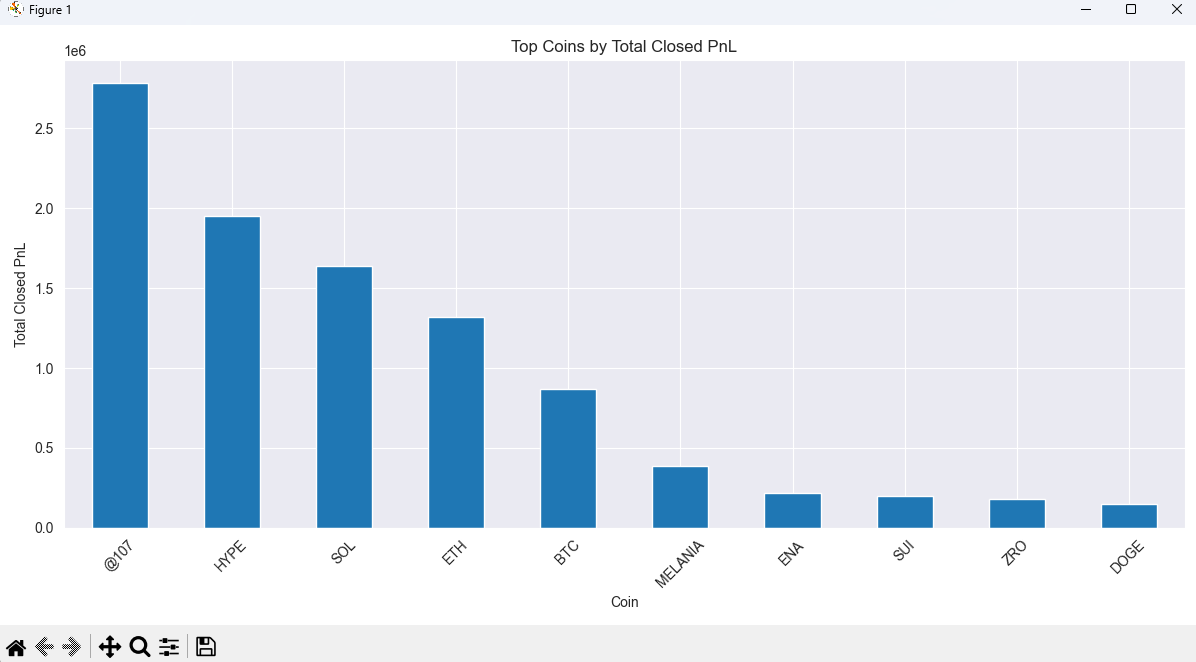 Figure 1
Top Coins by Total Closed PnL
1e6
2.5
2.0
1.5
1.0
0.5
0.0
Total Closed PnL
@107
HYPE
SOL
ETH
BTC
MELANIA
ENA
SUI
ZRO
DOGE
Coin